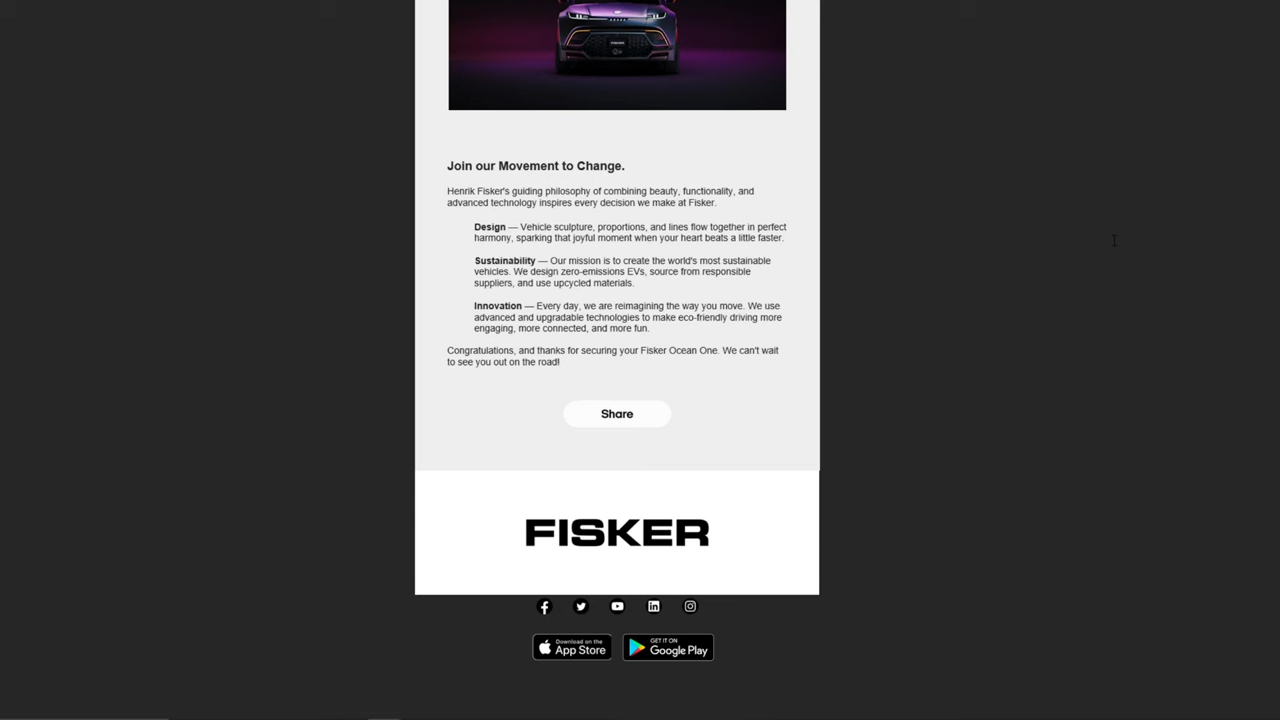 FISKER
Join our Movement to Change.
Henrik Fisker's guiding philosophy of combining beauty, functionality, and
advanced technology inspires every decision we make at Fisker.
Design — Vehicle sculpture, proportions, and lines flow together in perfect
harmony, sparking that joyful moment when your heart beats a little faster.
Sustainability — Our mission is to create the world's most sustainable
vehicles. We design zero-emissions EVs, source from responsible
suppliers, and use upcycled materials.
Innovation — Every day, we are reimagining the way you move. We use
advanced and upgradable technologies to make eco-friendly driving more
engaging, more connected, and more fun.
Congratulations, and thanks for securing your Fisker Ocean One. We can't wait
to see you out on the road!
Share
FISKER
Download on the
App Store
GET IT ON
Google Play